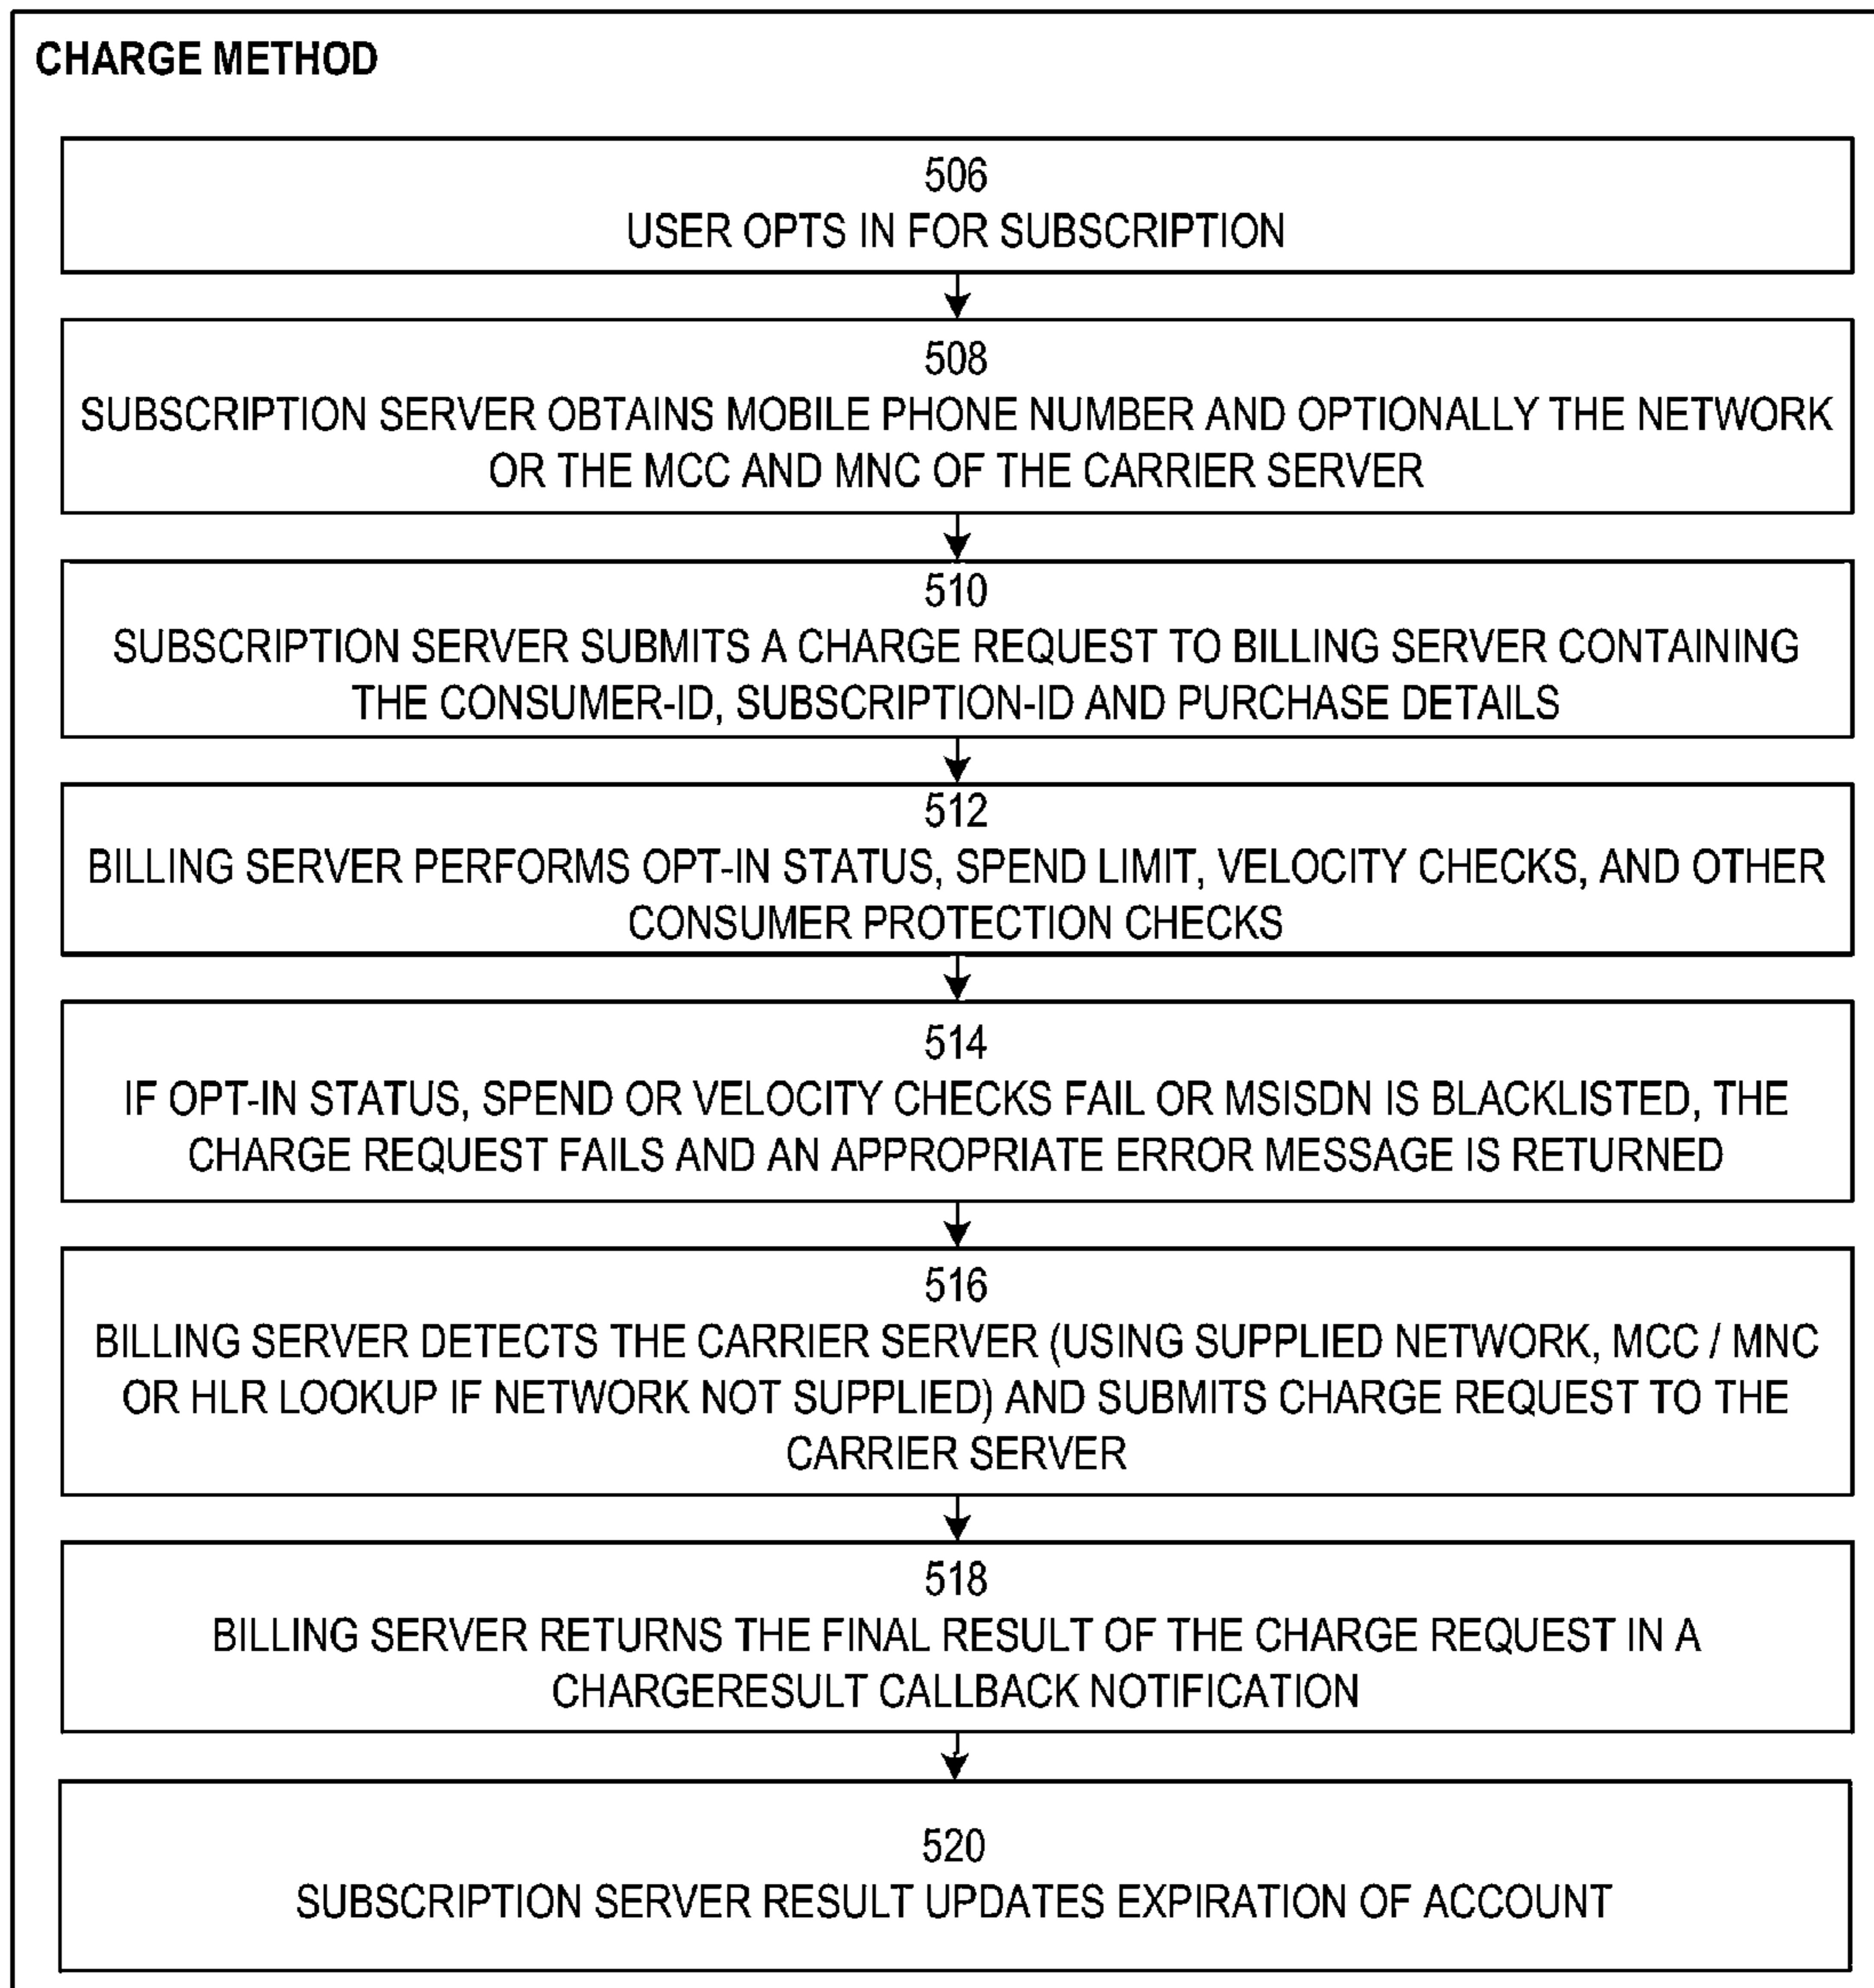 CHARGE METHOD
506
USER OPTS IN FOR SUBSCRIPTION
508
SUBSCRIPTION SERVER OBTAINS MOBILE PHONE NUMBER AND OPTIONALLY THE NETWORK
OR THE MCC AND MNC OF THE CARRIER SERVER
510
SUBSCRIPTION SERVER SUBMITS A CHARGE REQUEST TO BILLING SERVER CONTAINING
THE CONSUMER-ID, SUBSCRIPTION-ID AND PURCHASE DETAILS
512
BILLING SERVER PERFORMS OPT-IN STATUS, SPEND LIMIT, VELOCITY CHECKS, AND OTHER
CONSUMER PROTECTION CHECKS
514
IF OPT-IN STATUS, SPEND OR VELOCITY CHECKS FAIL OR MSISDN IS BLACKLISTED, THE
CHARGE REQUEST FAILS AND AN APPROPRIATE ERROR MESSAGE IS RETURNED
516
BILLING SERVER DETECTS THE CARRIER SERVER (USING SUPPLIED NETWORK, MCC / MNC
OR HLR LOOKUP IF NETWORK NOT SUPPLIED) AND SUBMITS CHARGE REQUEST TO THE
CARRIER SERVER
518
BILLING SERVER RETURNS THE FINAL RESULT OF THE CHARGE REQUEST IN A
CHARGERESULT CALLBACK NOTIFICATION
520
SUBSCRIPTION SERVER RESULT UPDATES EXPIRATION OF ACCOUNT